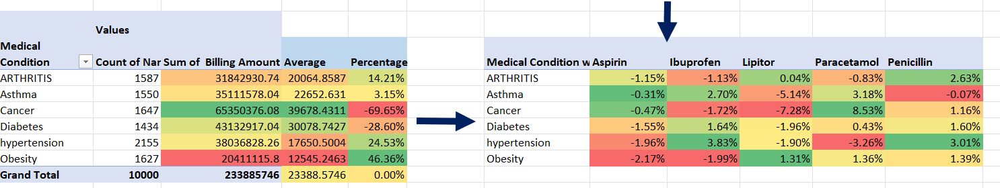 Values
Medical
Condition Count of Nar Sum of Billing Amount Average Percentage
ARTHRITIS 1587 31842930.74 20064.8587 14.21%
Asthma 1550 35111578.04 22652.631 3.15%
Cancer 1647 65350376.08 39678.4311 -69.65%
Diabetes 1434 43132917.04 30078.7427 -28.60%
hypertension 2155 38036828.26 17650.5004 24.53%
Obesity 1627 20411115.8 12545.2463 46.36%
Grand Total 10000 233885746 23388.5746 0.00%
Medical Condition w Aspirin Ibuprofen Lipitor Paracetamol Penicillin
ARTHRITIS -1.15% -1.13% 0.04% -0.83% 2.63%
Asthma -0.31% 2.70% -5.14% 3.18% -0.07%
Cancer -0.47% -1.72% -7.28% 8.53% 1.16%
Diabetes -1.55% 1.64% -1.96% 0.43% 1.60%
hypertension -1.96% 3.83% -1.90% -3.26% 3.01%
Obesity -2.17% -1.99% 1.31% 1.36% 1.39%